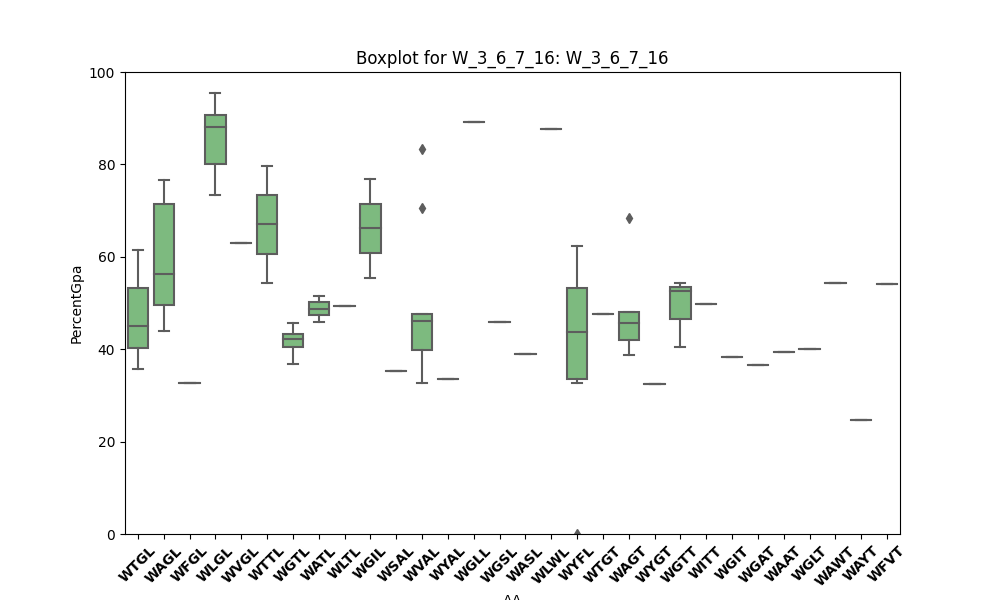 Boxplot for W_3_6_7_16: W_3_6_7_16
PercentGpa
100
80
60
40
20
0
WTGL WAGL WFGL WLGL WVGL WTTL WGTL WATL WLTL WGIL WSAL WVAL WYAL WGLL WGSL WASL WLWL WYFL WTGT WAGT WYGT WGTT WITT WGIT WGAT WAAT WGLT WAWT WAYT WFVT
AA